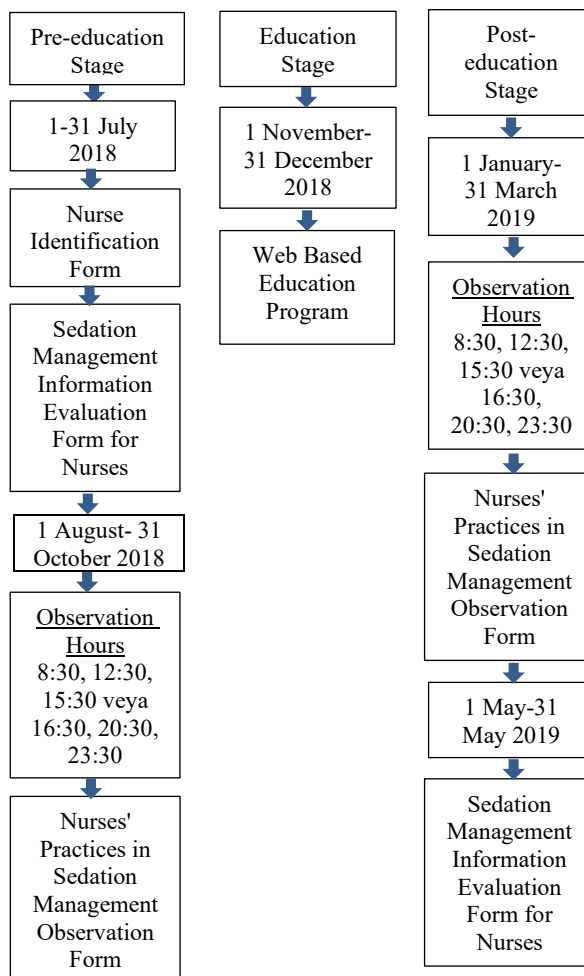 Pre-education
Stage
1-31 July
2018
Nurse
Identification
Form
Sedation
Management
Information
Evaluation
Form for
Nurses
1 August- 31
October 2018
Observation
Hours
8:30, 12:30,
15:30 veya
16:30, 20:30,
23:30
Nurses'
Practices in
Sedation
Management
Observation
Form
Education
Stage
1 November-
31 December
2018
Web Based
Education
Program
Post-
education
Stage
1 January-
31 March
2019
Observation
Hours
8:30, 12:30,
15:30 veya
16:30,
20:30, 23:30
Nurses'
Practices in
Sedation
Management
Observation
Form
1 May-31
May 2019
Sedation
Management
Information
Evaluation
Form for
Nurses